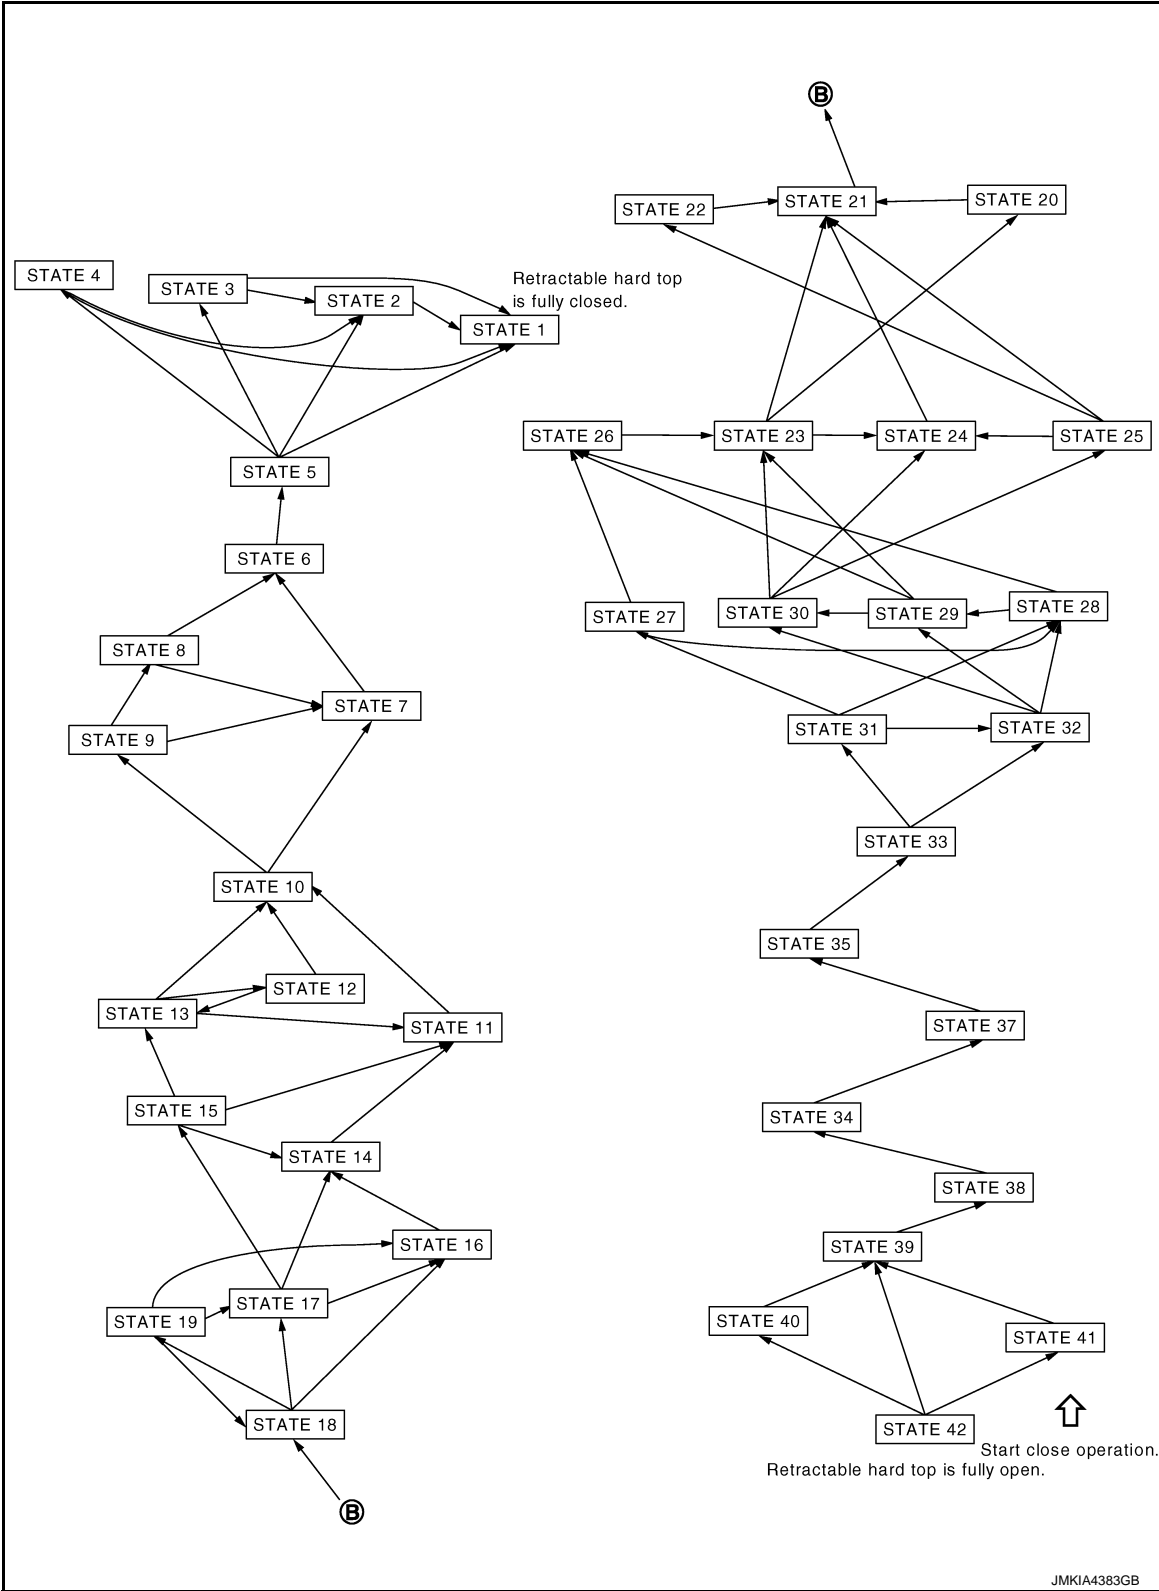 B
STATE 22
STATE 21
STATE 20
STATE 4
STATE 3
STATE 2
STATE 1
Retractable hard top
is fully closed.
STATE 5
STATE 26
STATE 23
STATE 24
STATE 25
STATE 6
STATE 27
STATE 30
STATE 29
STATE 28
STATE 8
STATE 7
STATE 9
STATE 31
STATE 32
STATE 33
STATE 10
STATE 35
STATE 12
STATE 13
STATE 11
STATE 37
STATE 15
STATE 34
STATE 14
STATE 38
STATE 16
STATE 39
STATE 17
STATE 19
STATE 40
STATE 41
STATE 18
STATE 42
Start close operation.
Retractable hard top is fully open.
B
JMKIA4383GB